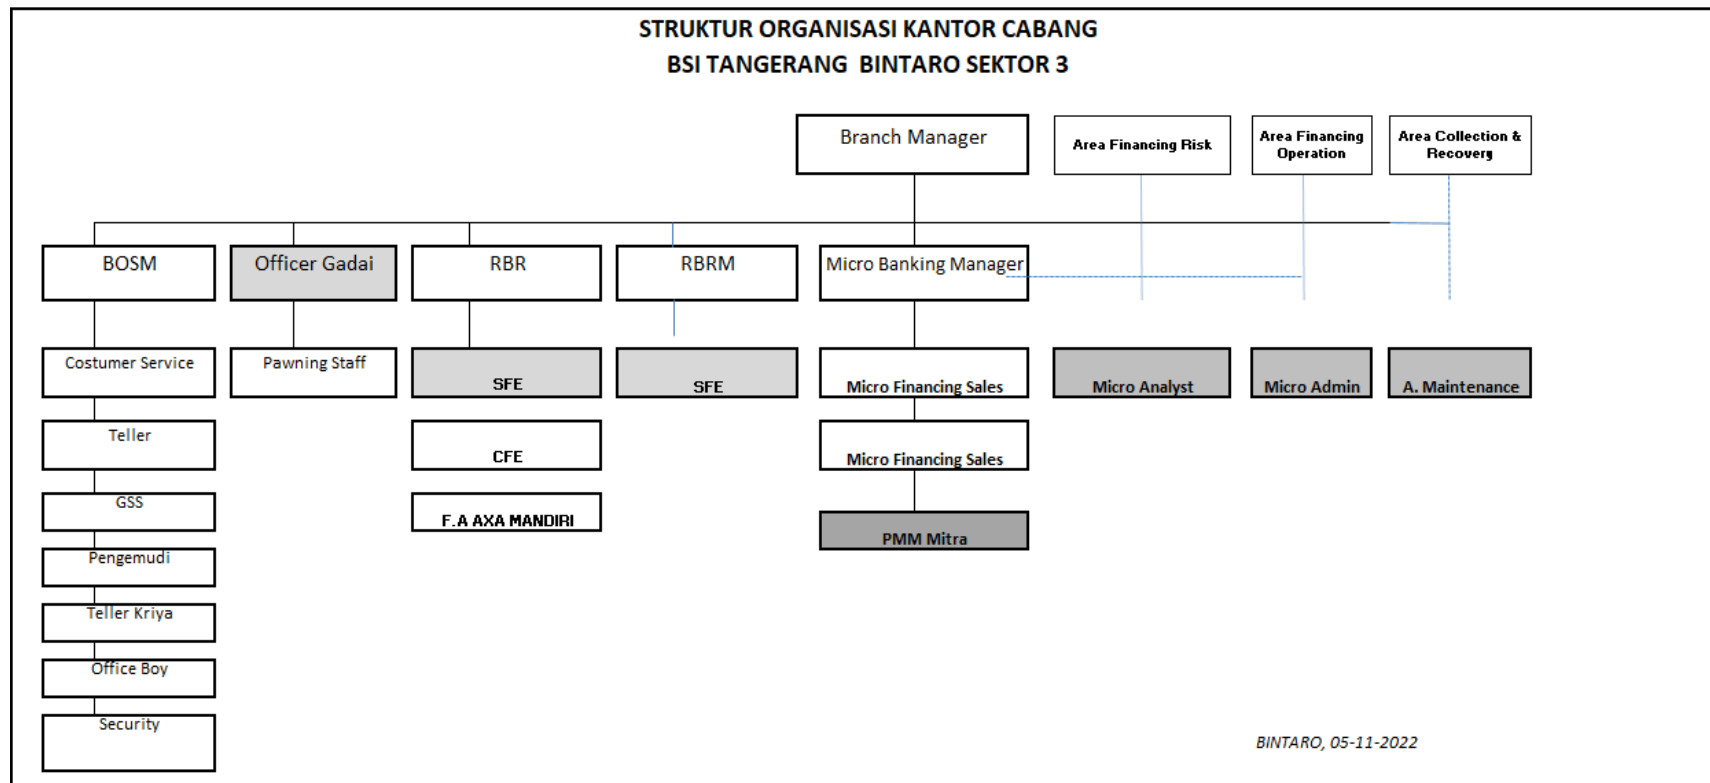 STRUKTUR ORGANISASI KANTOR CABANG
BSI TANGERANG BINTARO SEKTOR 3
Branch Manager
Area Financing Risk
Area Financing
Operation
Area Collection &
Recovery
BOSM
Officer Gadai
RBR
RBRM
Micro Banking Manager
Costumer Service
Pawning Staff
SFE
SFE
Micro Financing Sales
Micro Analyst
Micro Admin
A. Maintenance
Teller
CFE
Micro Financing Sales
GSS
F.A AXA MANDIRI
PMM Mitra
Pengemudi
Teller Kriya
Office Boy
Security
BINTARO, 05-11-2022